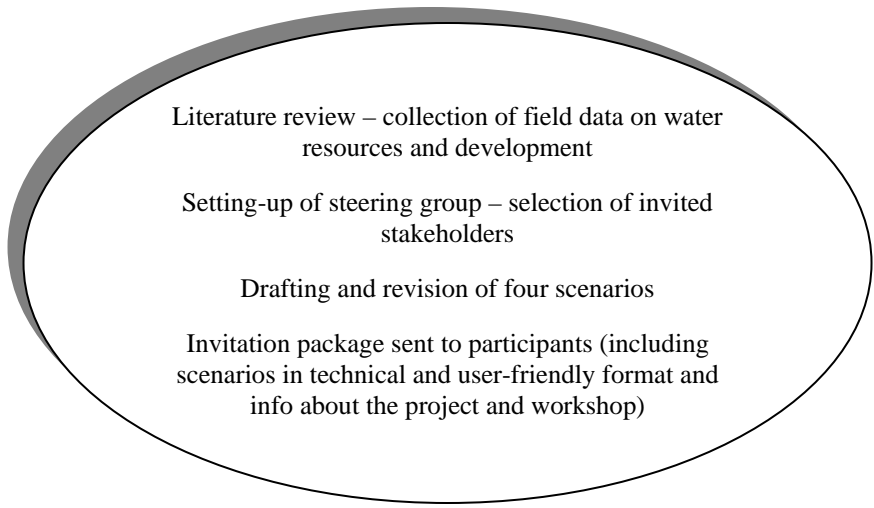 Literature review – collection of field data on water
resources and development
Setting-up of steering group – selection of invited
stakeholders
Drafting and revision of four scenarios
Invitation package sent to participants (including
scenarios in technical and user-friendly format and
info about the project and workshop)